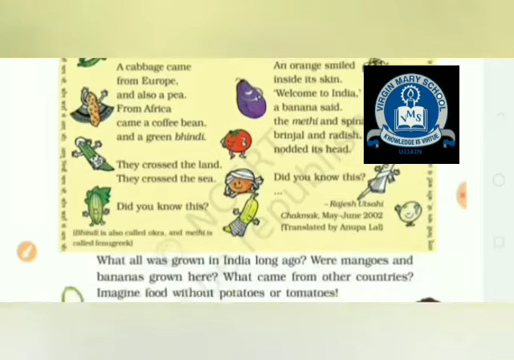 A cabbage came
from Europe,
and also a pea.
From Africa
came a coffee bean,
and a green bhindi.
They crossed the land.
They crossed the sea.
Did you know this?
(Bhindi is also called okra, and methi is
called fenugreek)
An orange smiled
inside its skin.
'Welcome to India,'
a banana said.
the methi and
brinjal and radish,
nodded its head.
Did you know this?
...
– Rajesh Utsahi
Chakmak, May-June 2002
(Translated by Anupa Lal)
VIRGIN MARY SCHOOL
VMS
KNOWLEDGE IS VIRTUE
UJJAIN
What all was grown in India long ago? Were mangoes and
bananas grown here? What came from other countries?
Imagine food without potatoes or tomatoes!